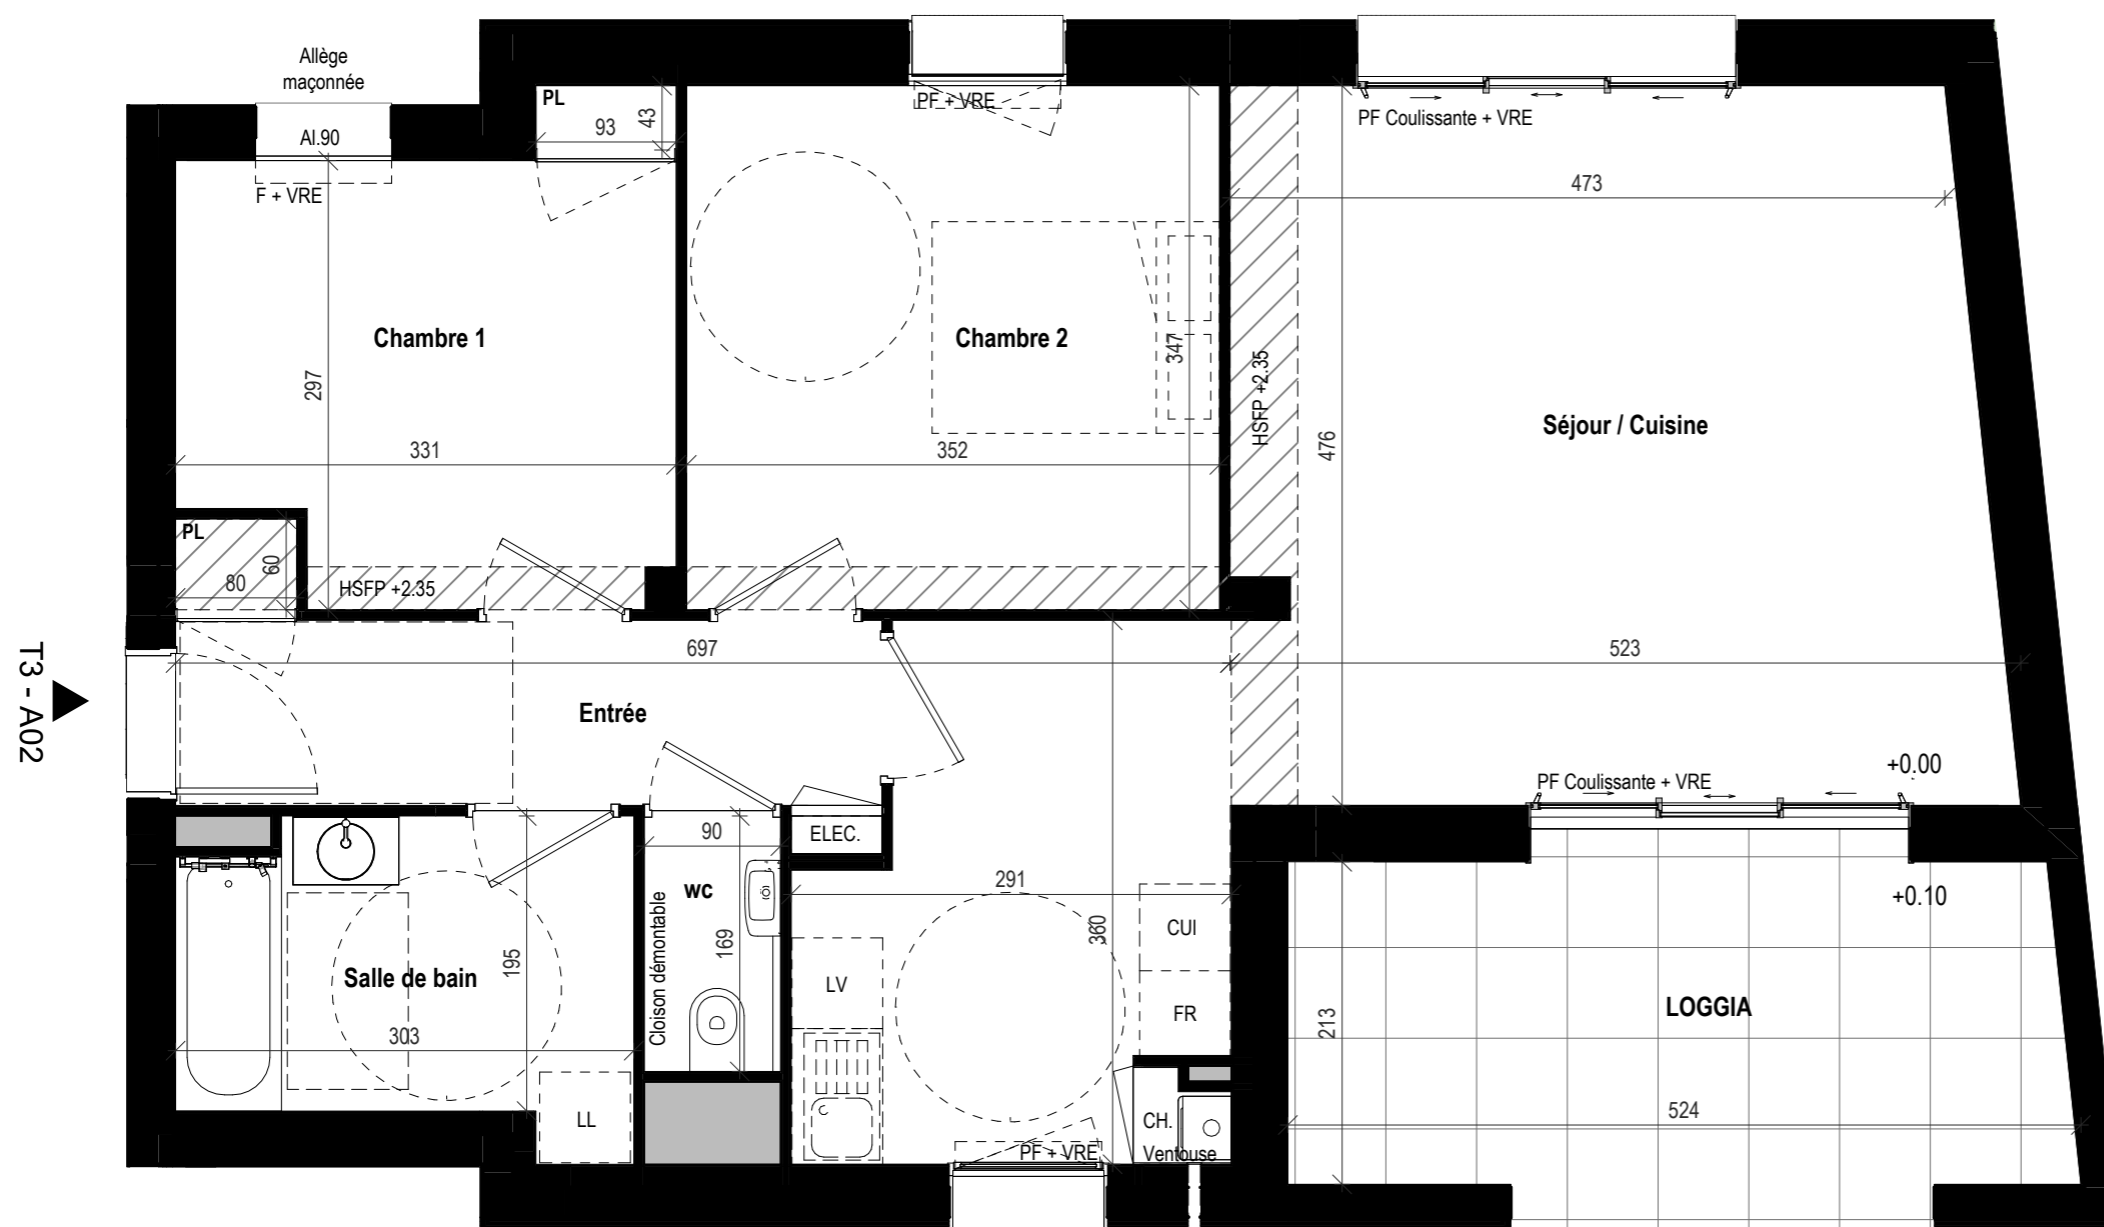 Allège
maçonnée
Al.90
F + VRE
PL
93
43
PF + VRE
PF Coulissante + VRE
473
Chambre 1
297
331
Chambre 2
347
352
HSFP +2.35
476
Séjour / Cuisine
PL
80
60
HSFP +2.35
T3 - A02
697
523
Entrée
+0.00
PF Coulissante + VRE
+0.10
ELEC.
90
wc
169
Cloison démontable
291
360
CUI
FR
LV
Salle de bain
195
303
LL
LOGGIA
213
524
CH.
Ventouse
PF + VRE